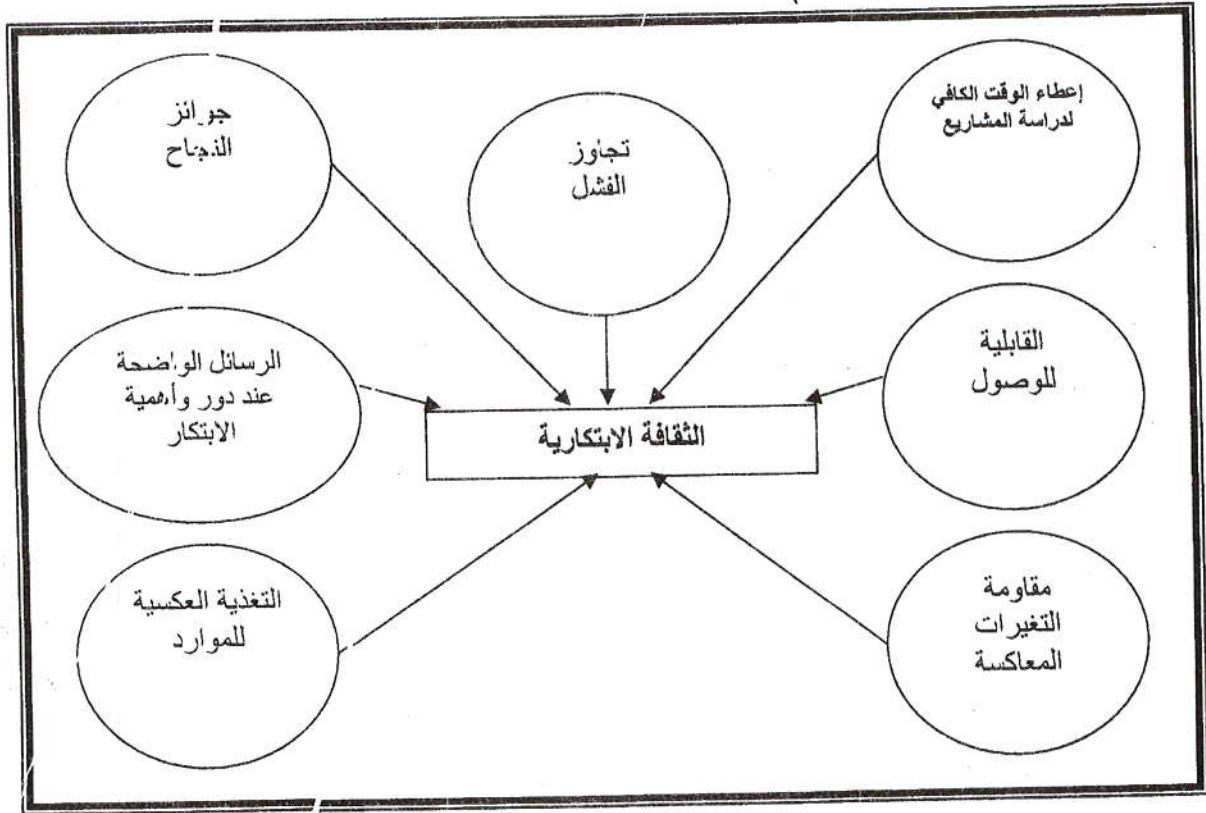 إعطاء الوقت الكافي
لدراسة المشاريع
تجاوز
الفشل
جوائز
النجاح
القابلية
للوصول
الرسائل الواضحة
عند دور وأهمية
الابتكار
الثقافة الابتكارية
مقاومة
التغيرات
المعاكسة
التغذية العكسية
للموارد